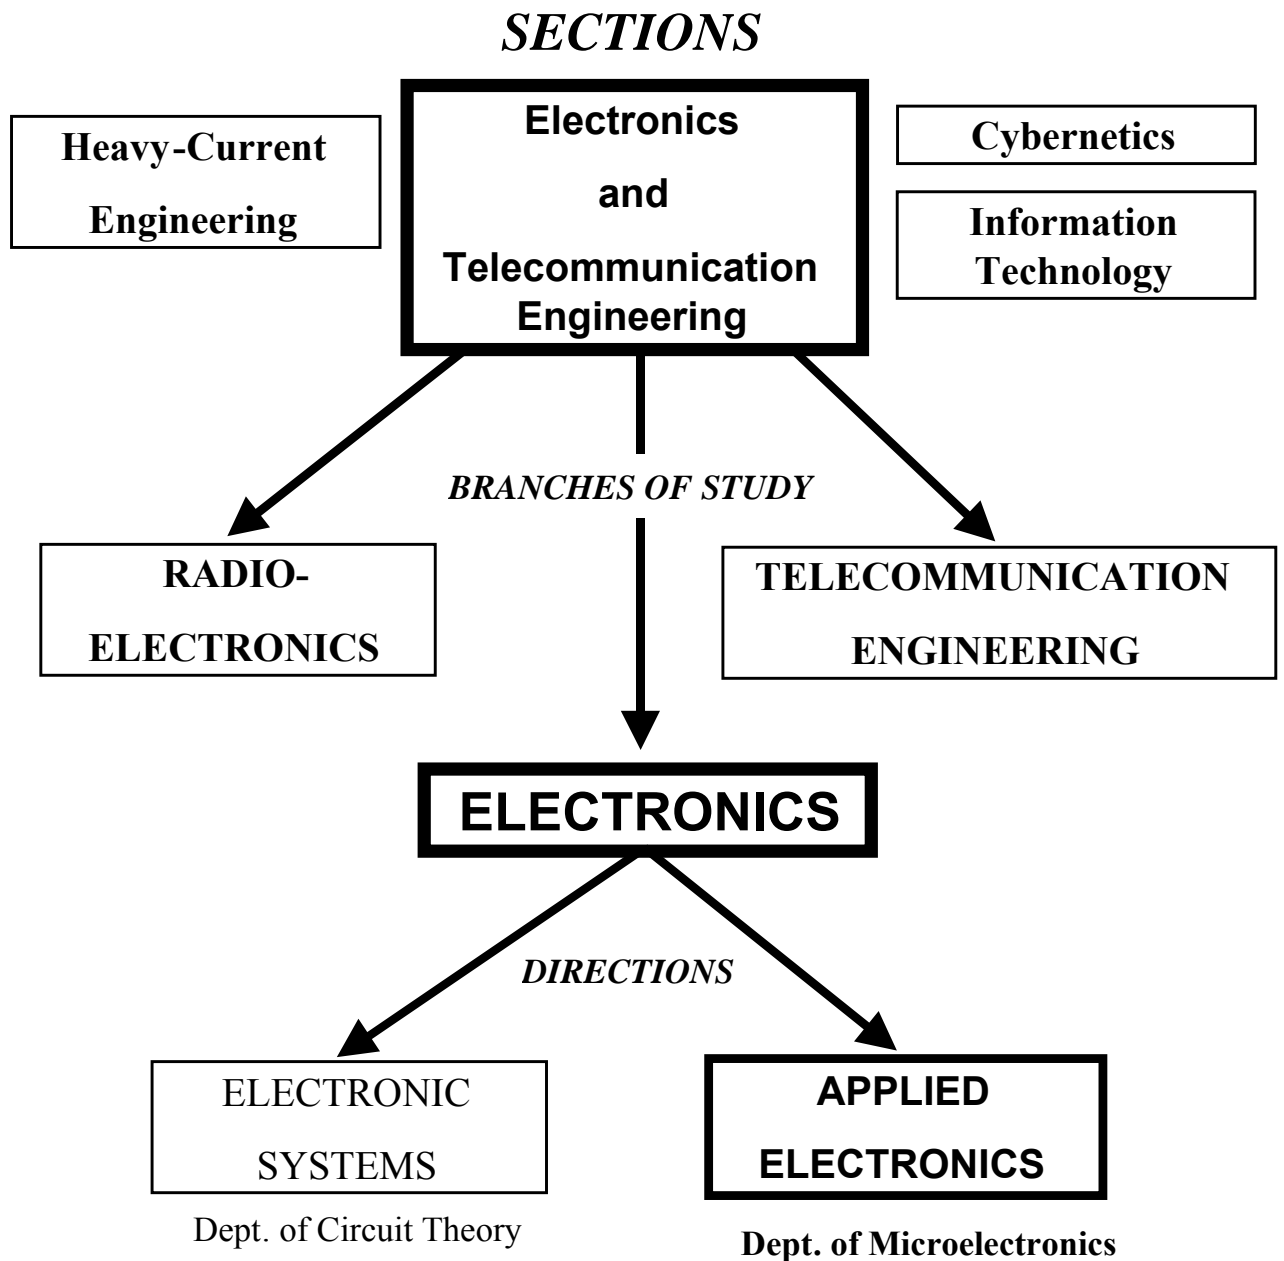 SECTIONS
Heavy-Current
Engineering
Electronics
and
Telecommunication
Engineering
Cybernetics
Information
Technology
BRANCHES OF STUDY
RADIO-
ELECTRONICS
TELECOMMUNICATION
ENGINEERING
ELECTRONICS
DIRECTIONS
ELECTRONIC
SYSTEMS
Dept. of Circuit Theory
APPLIED
ELECTRONICS
Dept. of Microelectronics